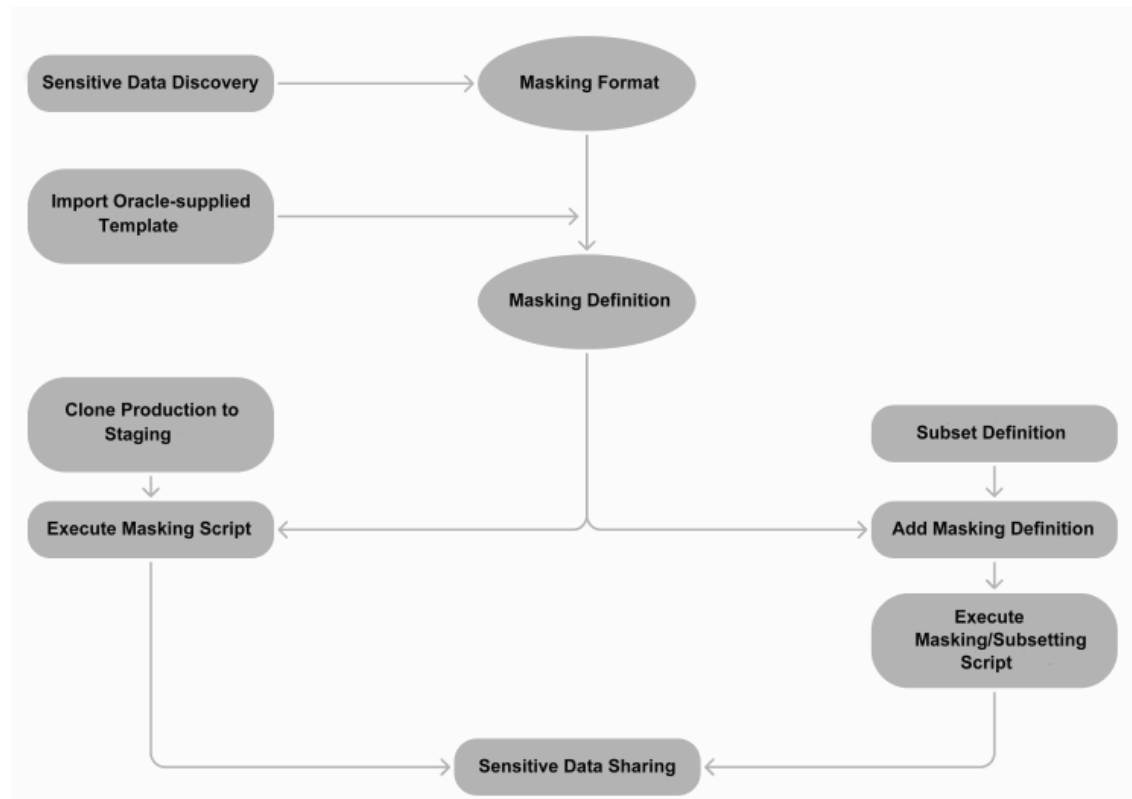 Sensitive Data Discovery
Masking Format
Import Oracle-supplied
Template
Masking Definition
Clone Production to
Staging
Subset Definition
Execute Masking Script
Add Masking Definition
Execute
Masking/Subsetting
Script
Sensitive Data Sharing